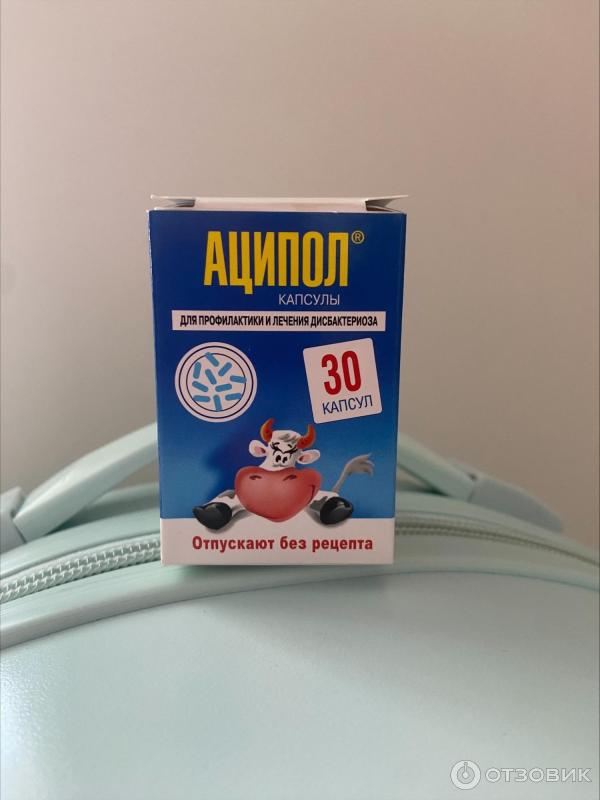 АЦИПОЛ®
КАПСУЛЫ
ДЛЯ ПРОФИЛАКТИКИ И ЛЕЧЕНИЯ ДИСБАКТЕРИОЗА
30
КАПСУЛ
Отпускают без рецепта
ОТЗОВИК